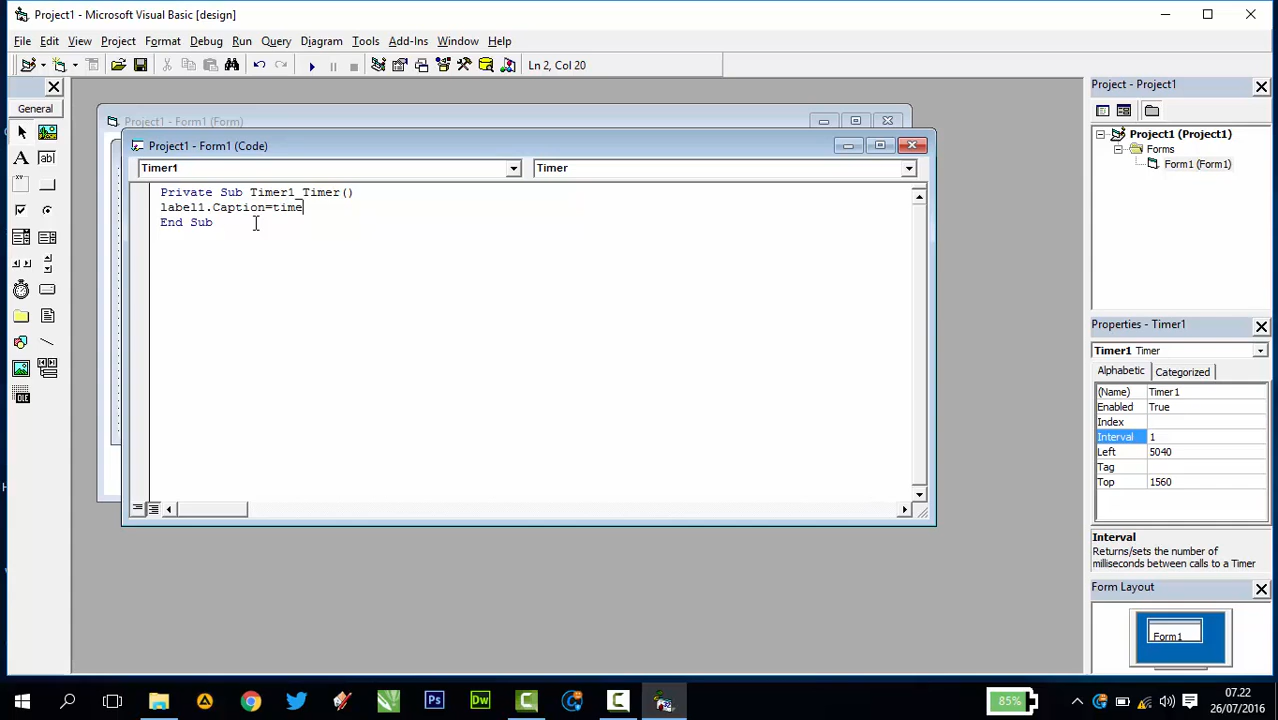 Project1 - Microsoft Visual Basic [design]
File Edit View Project Format Debug Run Query Diagram Tools Add-Ins Window Help
Ln 2, Col 20
General
A
ab|
OLE
Project1 - Form1 (Form)
Project1 - Form1 (Code)
Timer1
Timer
Private Sub Timer1_Timer()
label1.Caption=time
End Sub
Project - Project1
Project1 (Project1)
Forms
Form1 (Form1)
Properties - Timer1
Timer1 Timer
Alphabetic Categorized
(Name) Timer1
Enabled True
Index
Interval 1
Left 5040
Tag
Top 1560
Interval
Returns/sets the number of
milliseconds between calls to a Timer
Form Layout
Form1
Ps
Dw
85%
07.22
26/07/2016